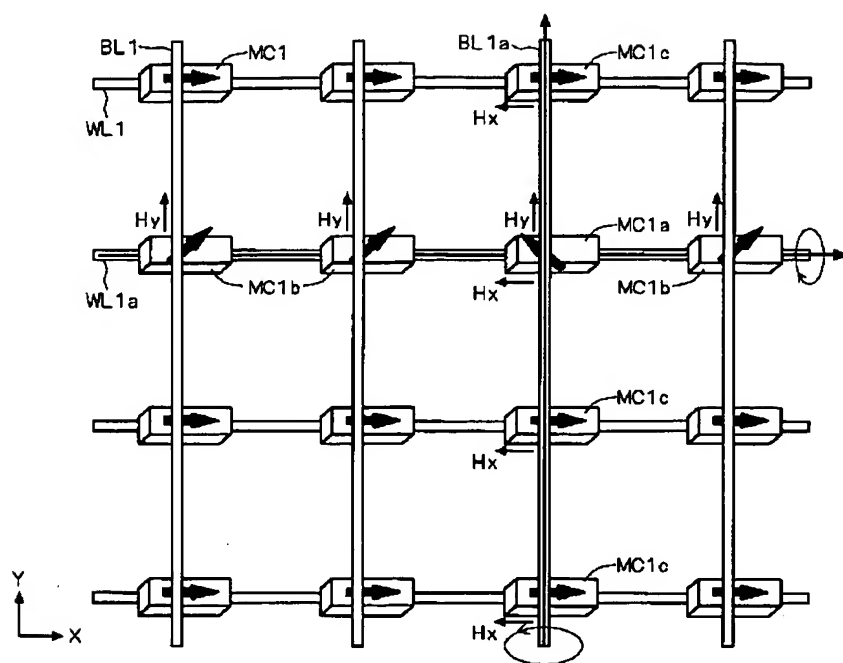 BL1 MC1 BL1a MC1c
Hx
WL1
Hy Hy Hy MC1a Hy
MC1b MC1b
WL1a Hx
MC1c
Hx
MC1c
Y
X Hx